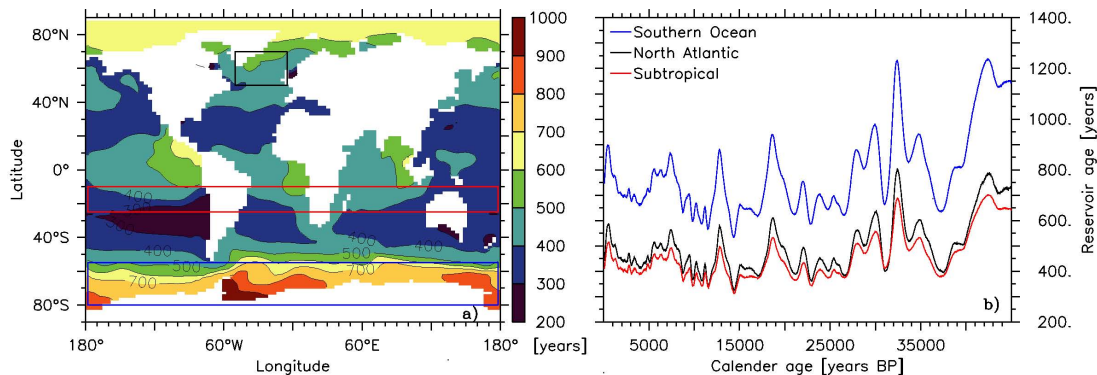 80°N
40°N
0°
40°S
80°S
Latitude
180°
60°W
60°E
180°
Longitude
400
400
500
700
400
500
400
400
700
a)
1000
900
800
700
600
500
400
300
200
[years]
Southern Ocean
North Atlantic
Subtropical
b)
5000
15000
25000
35000
Calender age [years BP]
1400.
1200.
1000.
800.
600.
400.
200.
Reservoir age [years]